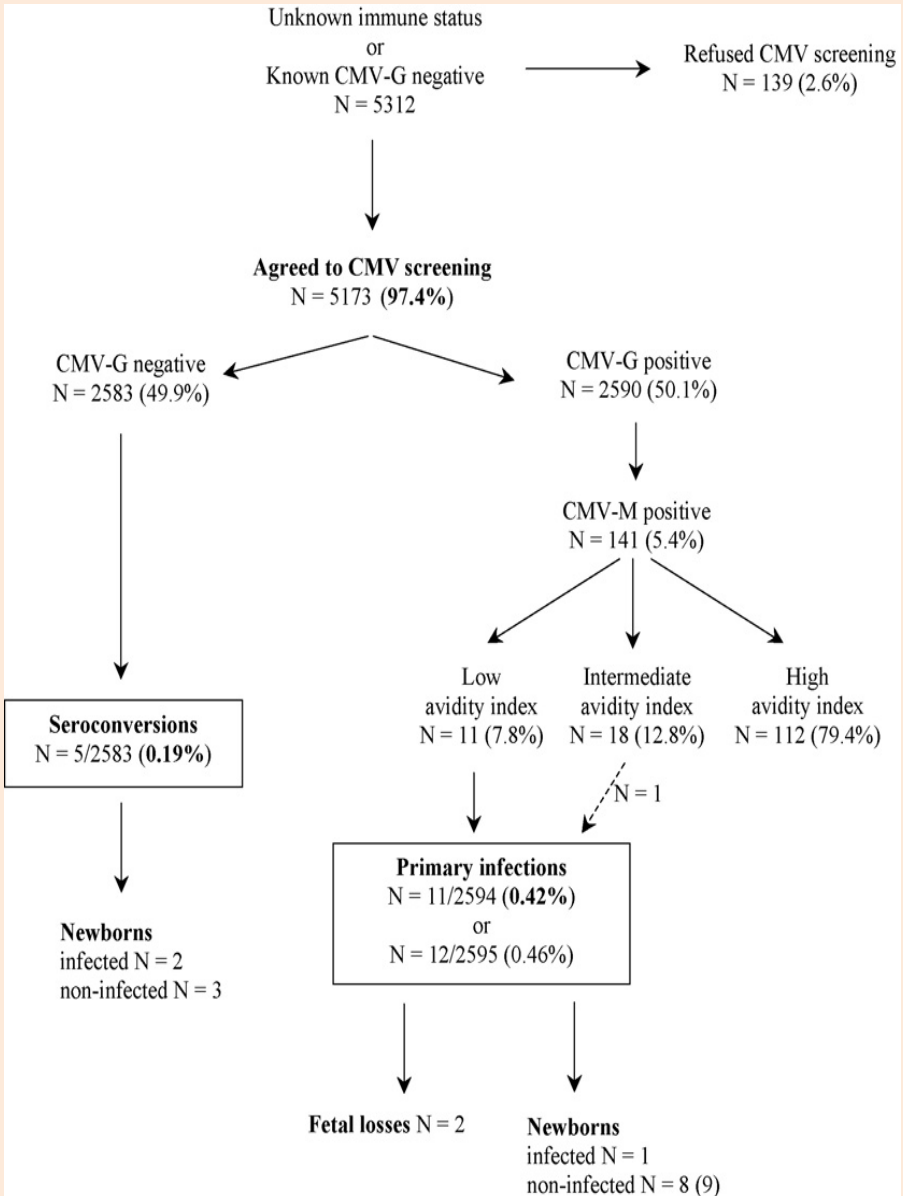 Unknown immune status
or
Known CMV-G negative
N = 5312
Refused CMV screening
N = 139 (2.6%)
Agreed to CMV screening
N = 5173 (97.4%)
CMV-G negative
N = 2583 (49.9%)
CMV-G positive
N = 2590 (50.1%)
CMV-M positive
N = 141 (5.4%)
Low
avidity index
N = 11 (7.8%)
Intermediate
avidity index
N = 18 (12.8%)
High
avidity index
N = 112 (79.4%)
N = 1
Seroconversions
N = 5/2583 (0.19%)
Primary infections
N = 11/2594 (0.42%)
or
N = 12/2595 (0.46%)
Newborns
infected N = 2
non-infected N = 3
Fetal losses N = 2
Newborns
infected N = 1
non-infected N = 8 (9)